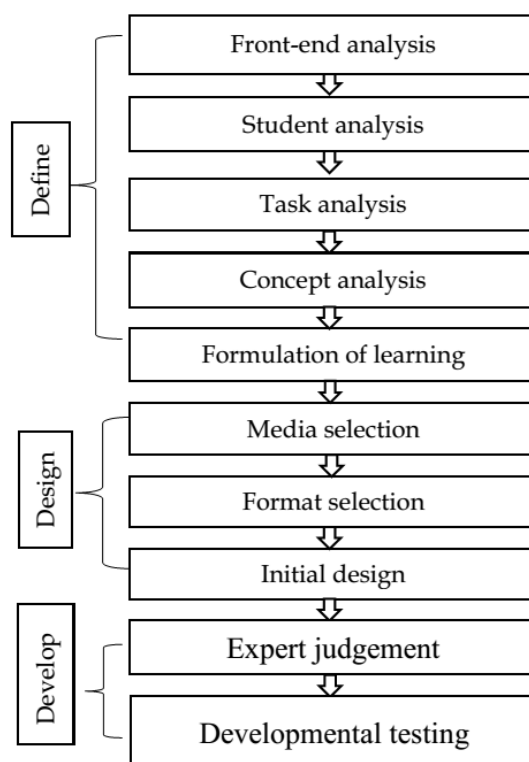 Define
Front-end analysis
Student analysis
Task analysis
Concept analysis
Formulation of learning
Design
Media selection
Format selection
Initial design
Develop
Expert judgement
Developmental testing